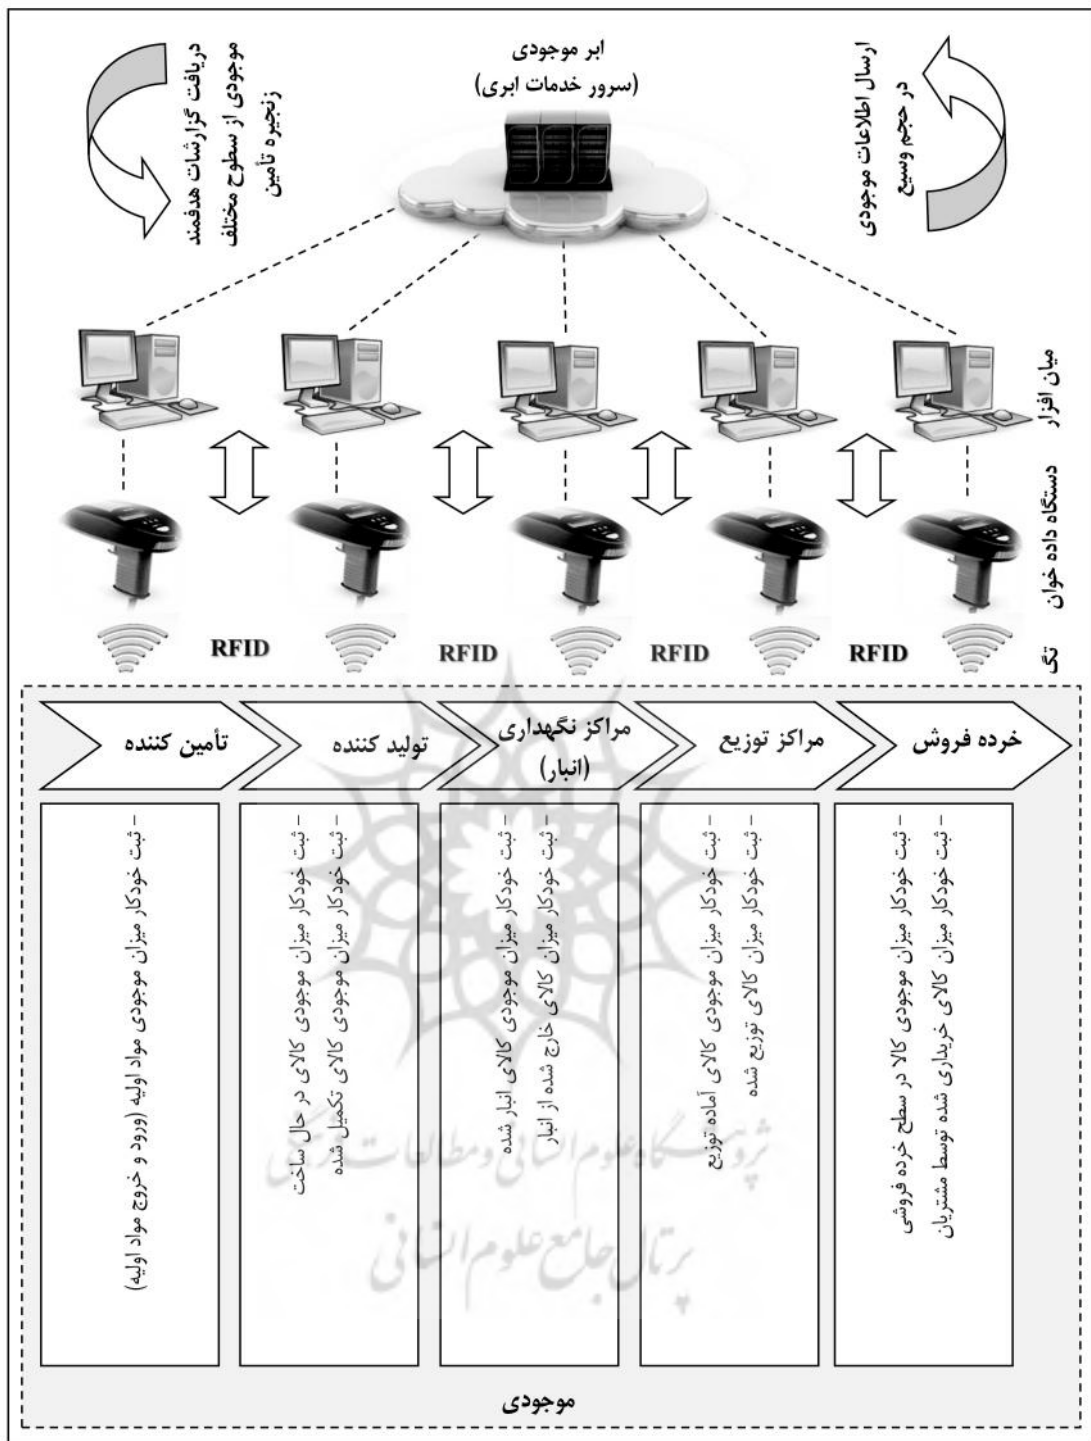 ابر موجودی
(سرور خدمات ابری)
ارسال اطلاعات موجودی
در حجم وسیع
دریافت گزارشات هدفمند
موجودی از سطوح مختلف
زنجیره تأمین
میان افزار
دستگاه داده خوان
تگ
RFID
RFID
RFID
RFID
تأمین کننده
تولید کننده
مراکز نگهداری
(انبار)
مراکز توزیع
خرده فروش
– ثبت خودکار میزان موجودی مواد اولیه (ورود و خروج مواد اولیه)
– ثبت خودکار میزان موجودی کالای در حال ساخت
– ثبت خودکار میزان موجودی کالای تکمیل شده
– ثبت خودکار میزان موجودی کالای انبار شده
– ثبت خودکار میزان کالای خارج شده از انبار
– ثبت خودکار میزان موجودی کالای آماده توزیع
– ثبت خودکار میزان کالای توزیع شده
– ثبت خودکار میزان موجودی کالا در سطح خرده فروشی
– ثبت خودکار میزان کالای خریداری شده توسط مشتریان
پژوهشگاه علوم انسانی و مطالعات فرهنگی
پرتال جامع علوم انسانی
موجودی